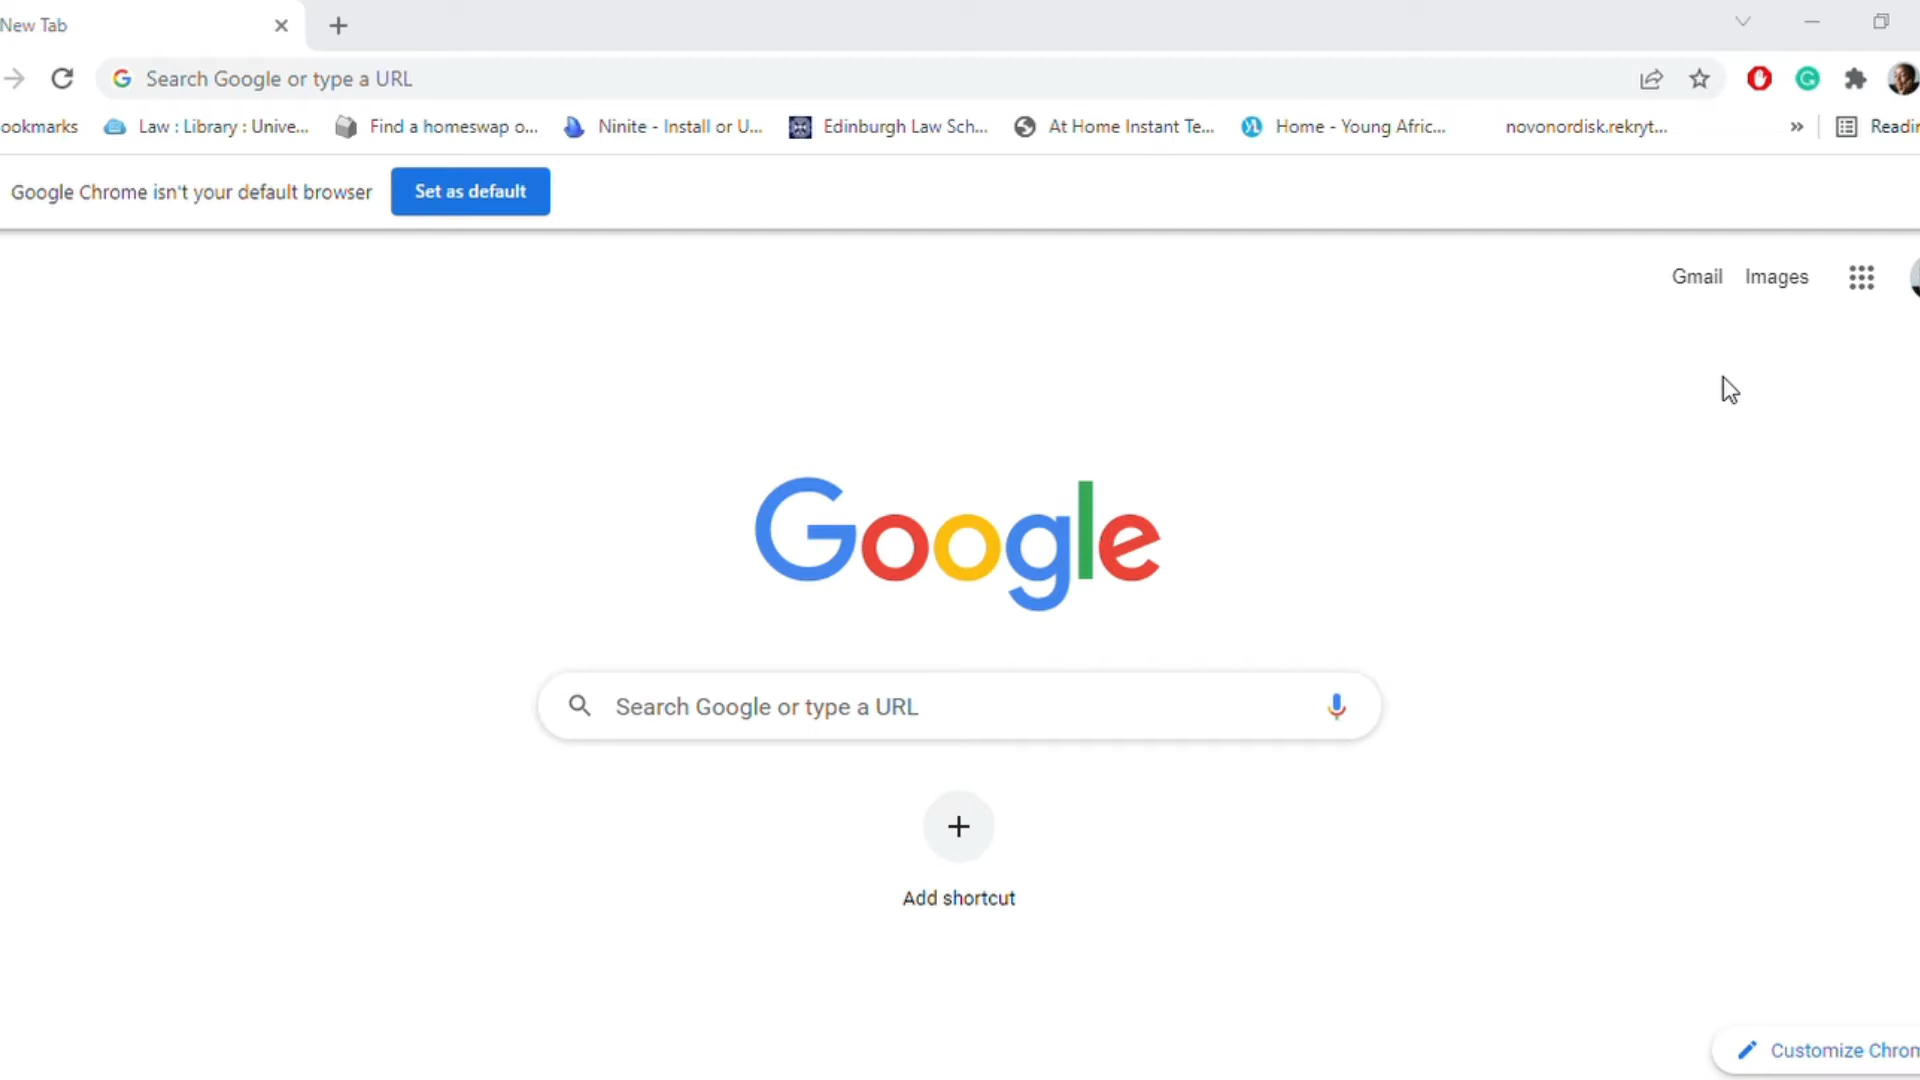 New Tab
Search Google or type a URL
ookmarks Law : Library : Unive... Find a homeswap o... Ninite - Install or U... Edinburgh Law Sch... At Home Instant Te... Home - Young Afric... novonordisk.rekryt... » Readin
Google Chrome isn't your default browser Set as default
Gmail Images
Google
Search Google or type a URL
Add shortcut
Customize Chrom